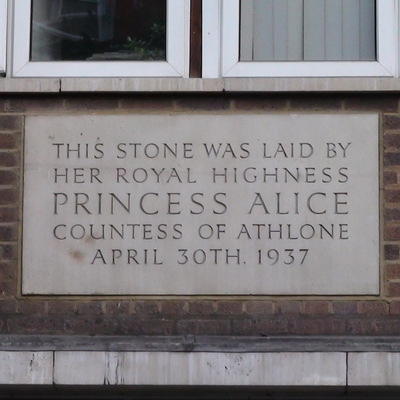 THIS STONE WAS LAID BY
HER ROYAL HIGHNESS
PRINCESS ALICE
COUNTESS OF ATHLONE
APRIL 30TH. 1937